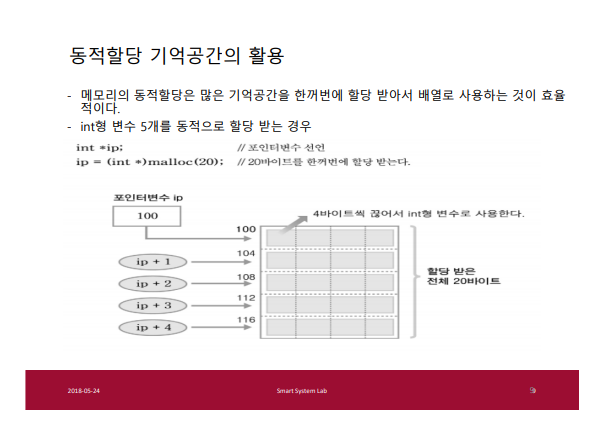 동적할당 기억공간의 활용
- 메모리의 동적할당은 많은 기억공간을 한꺼번에 할당 받아서 배열로 사용하는 것이 효율
적이다.
- int형 변수 5개를 동적으로 할당 받는 경우
int *ip; // 포인터변수 선언
ip = (int *)malloc(20); // 20바이트를 한꺼번에 할당 받는다.
포인터변수 ip
100
4바이트씩 끊어서 int형 변수로 사용한다.
100
ip + 1 104
ip + 2 108
ip + 3 112
ip + 4 116
할당 받은
전체 20바이트
2018-05-24 Smart System Lab